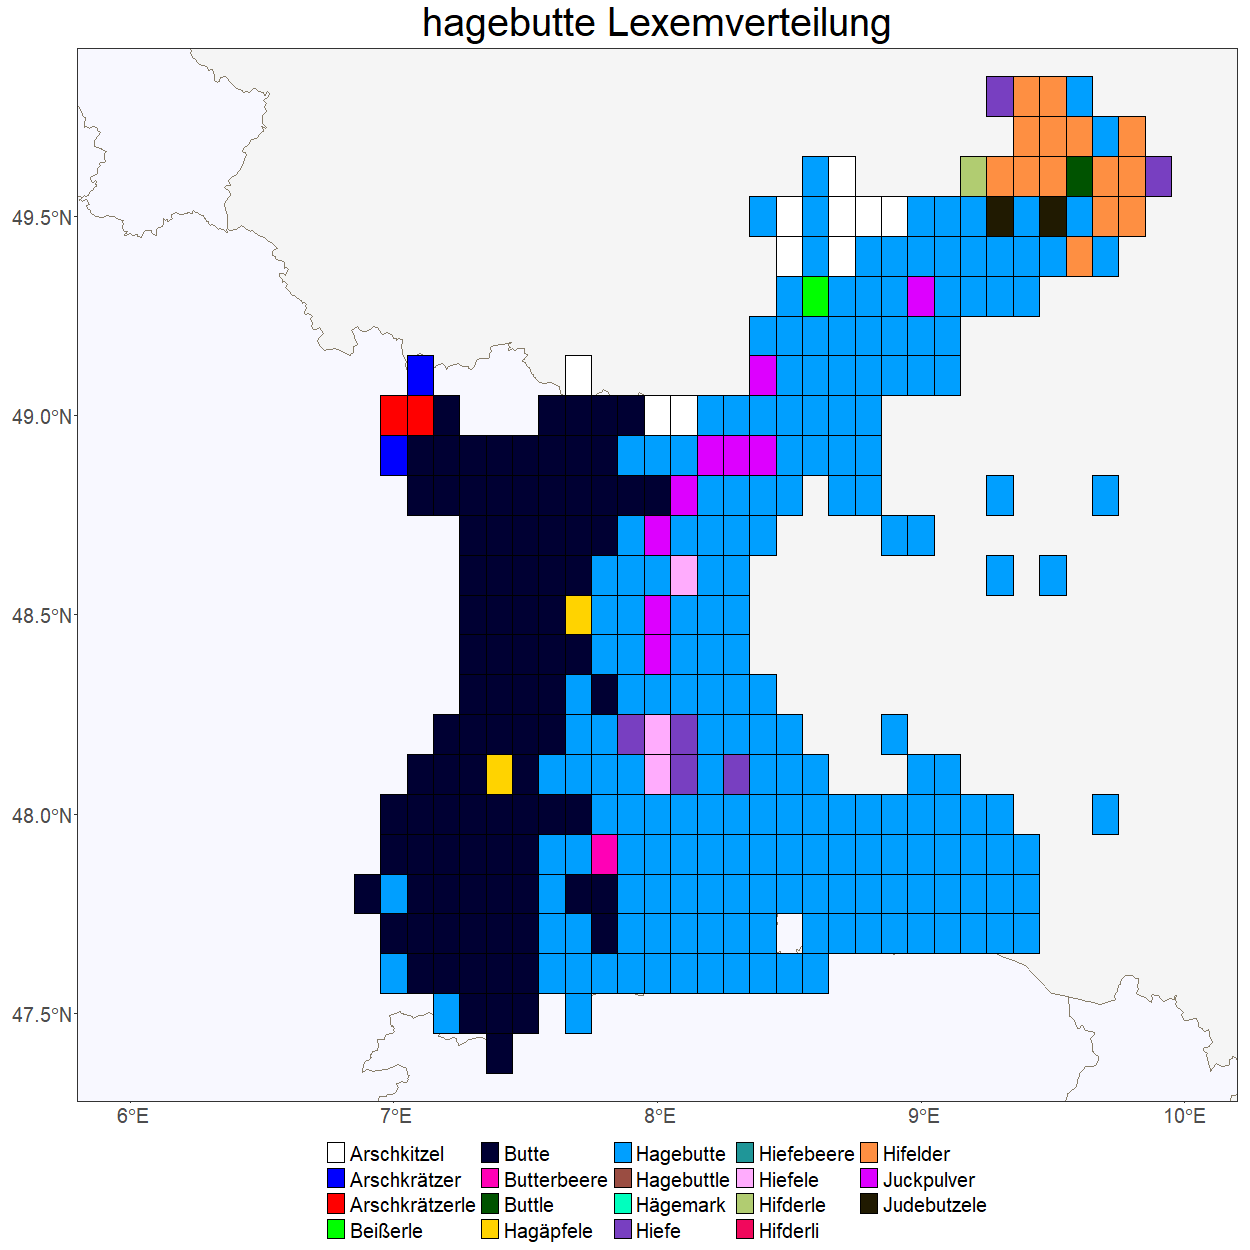 hagebutte Lexemverteilung
49.5°N
49.0°N
48.5°N
48.0°N
47.5°N
6°E 7°E 8°E 9°E 10°E
Arschkitzel Butte Hagebutte Hiefebeere Hifelder
Arschkrätzer Butterbeere Hagebuttle Hiefele Juckpulver
Arschkrätzerle Buttle Hägemark Hifderle Judebutzele
Beißerle Hagäpfele Hiefe Hifderli